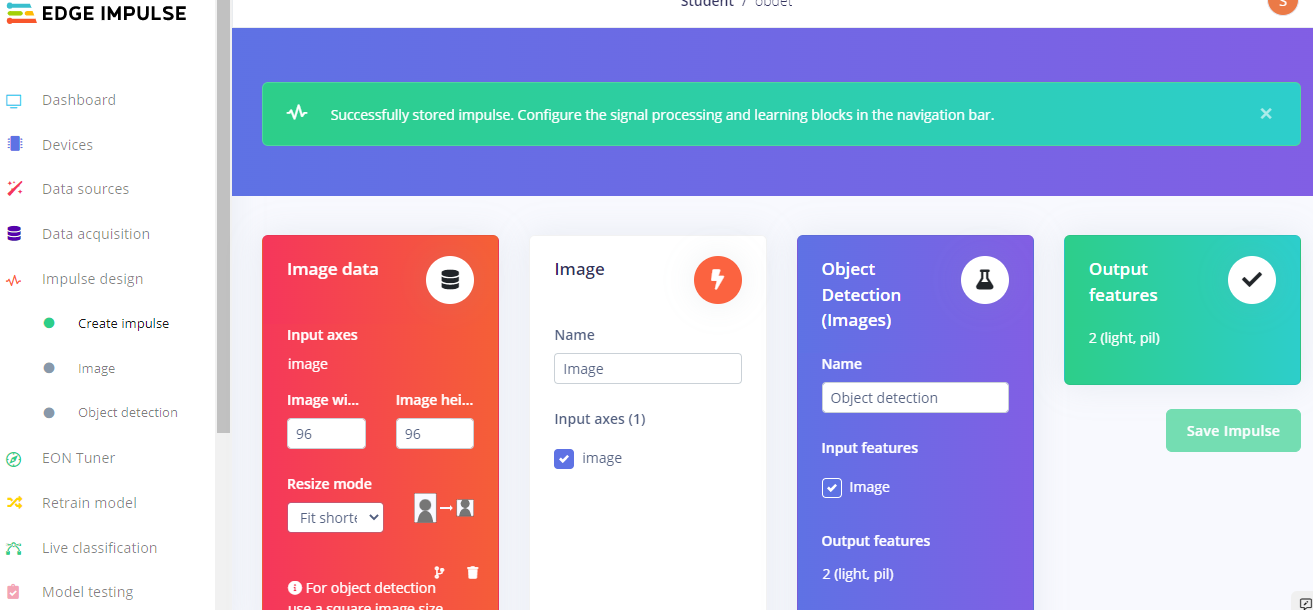 EDGE IMPULSE
Student / obdet
S
Dashboard
Devices
Data sources
Data acquisition
Impulse design
Create impulse
Image
Object detection
EON Tuner
Retrain model
Live classification
Model testing
Successfully stored impulse. Configure the signal processing and learning blocks in the navigation bar.
×
Image data
Input axes
image
Image wi... Image hei...
96 96
Resize mode
Fit shorte
For object detection
use a square image size
Image
Name
Image
Input axes (1)
image
Object
Detection
(Images)
Name
Object detection
Input features
Image
Output features
2 (light, pil)
Output
features
2 (light, pil)
Save Impulse